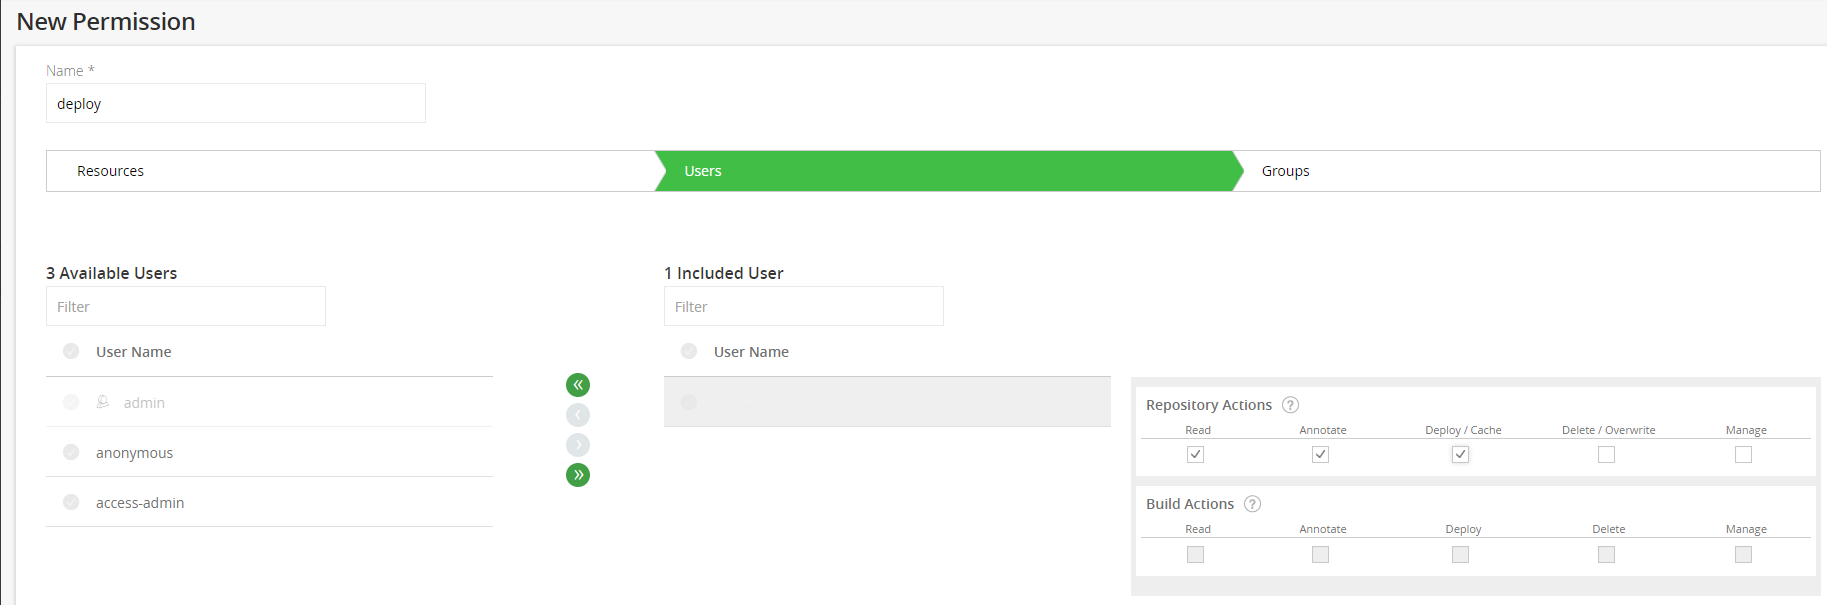 New Permission
Name *
deploy
Resources
Users
Groups
3 Available Users
1 Included User
Filter
Filter
User Name
User Name
admin
anonymous
access-admin
Repository Actions ?
Read Annotate Deploy / Cache Delete / Overwrite Manage
Build Actions ?
Read Annotate Deploy Delete Manage